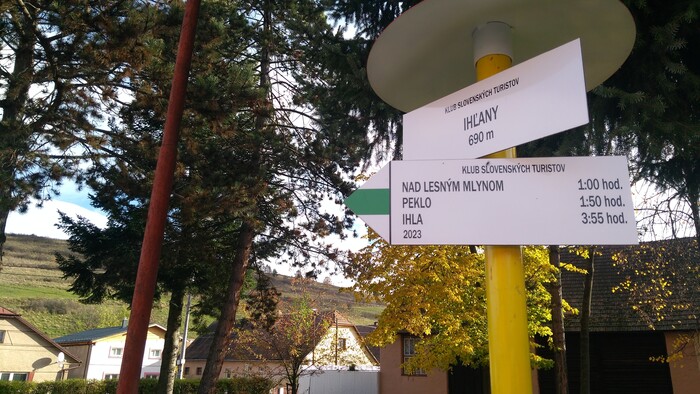 KLUB SLOVENSKÝCH TURISTOV
IHĽANY
690 m
KLUB SĽOVENSKÝCH TURISTOV
NAD LESNÝM MLYNOM 1:00 hod.
PEKLO 1:50 hod.
IHLA 3:55 hod.
2023